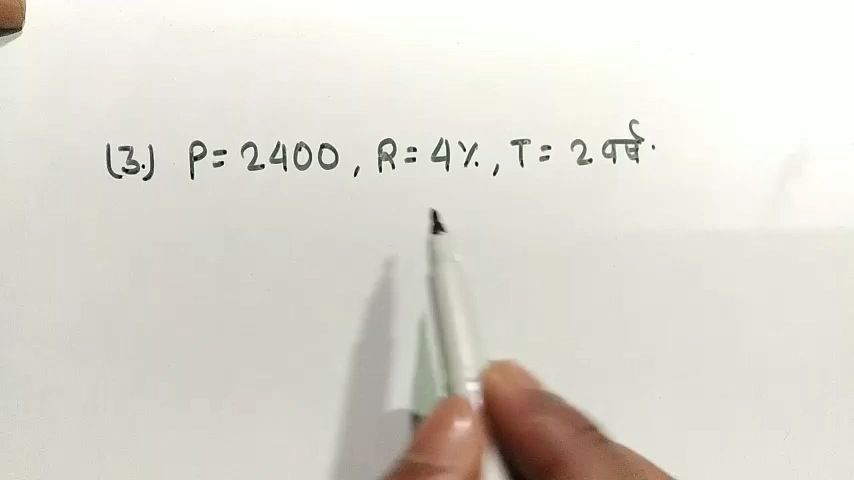 (3.) P = 2400, R = 4%, T = 2 वर्ष.